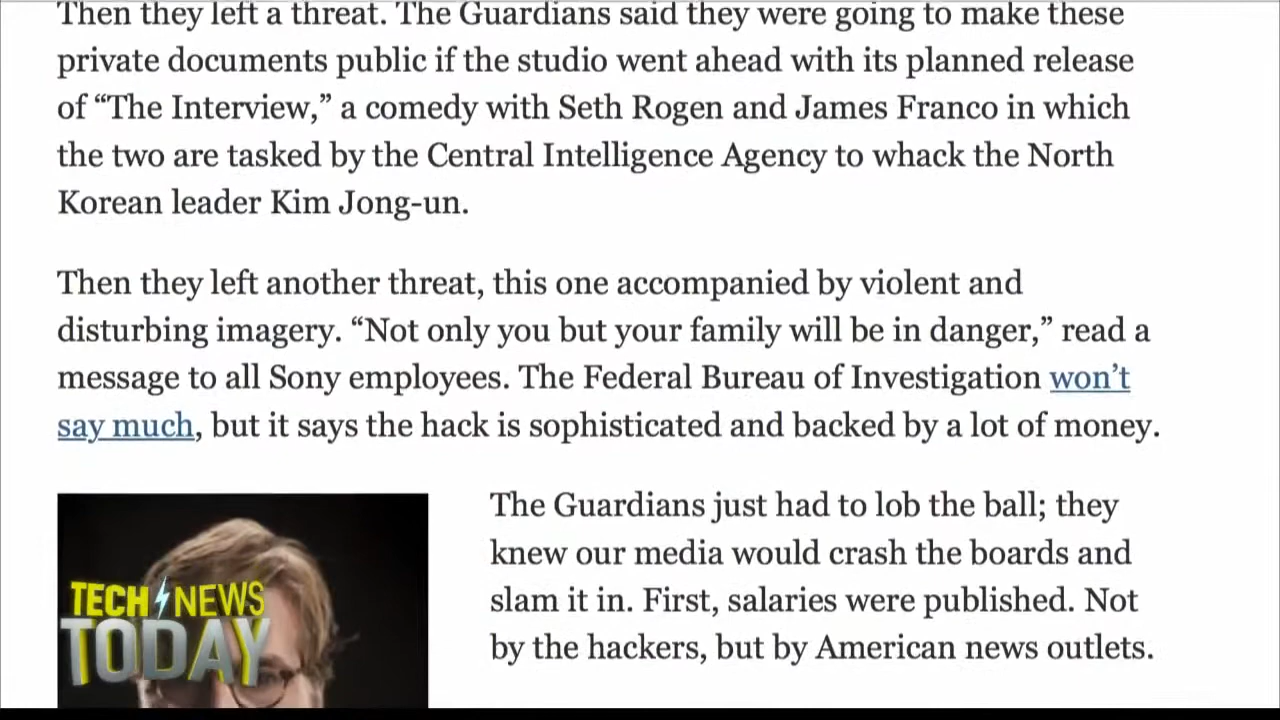 Then they left a threat. The Guardians said they were going to make these
private documents public if the studio went ahead with its planned release
of “The Interview,” a comedy with Seth Rogen and James Franco in which
the two are tasked by the Central Intelligence Agency to whack the North
Korean leader Kim Jong-un.
Then they left another threat, this one accompanied by violent and
disturbing imagery. “Not only you but your family will be in danger,” read a
message to all Sony employees. The Federal Bureau of Investigation won’t
say much, but it says the hack is sophisticated and backed by a lot of money.
The Guardians just had to lob the ball; they
knew our media would crash the boards and
slam it in. First, salaries were published. Not
by the hackers, but by American news outlets.
TECH NEWS
TODAY